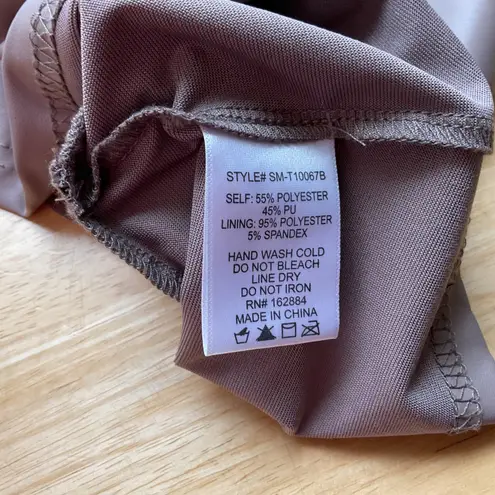 STYLE# SM-T10067B
SELF: 55% POLYESTER
45% PU
LINING: 95% POLYESTER
5% SPANDEX
HAND WASH COLD
DO NOT BLEACH
LINE DRY
DO NOT IRON
RN# 162884
MADE IN CHINA